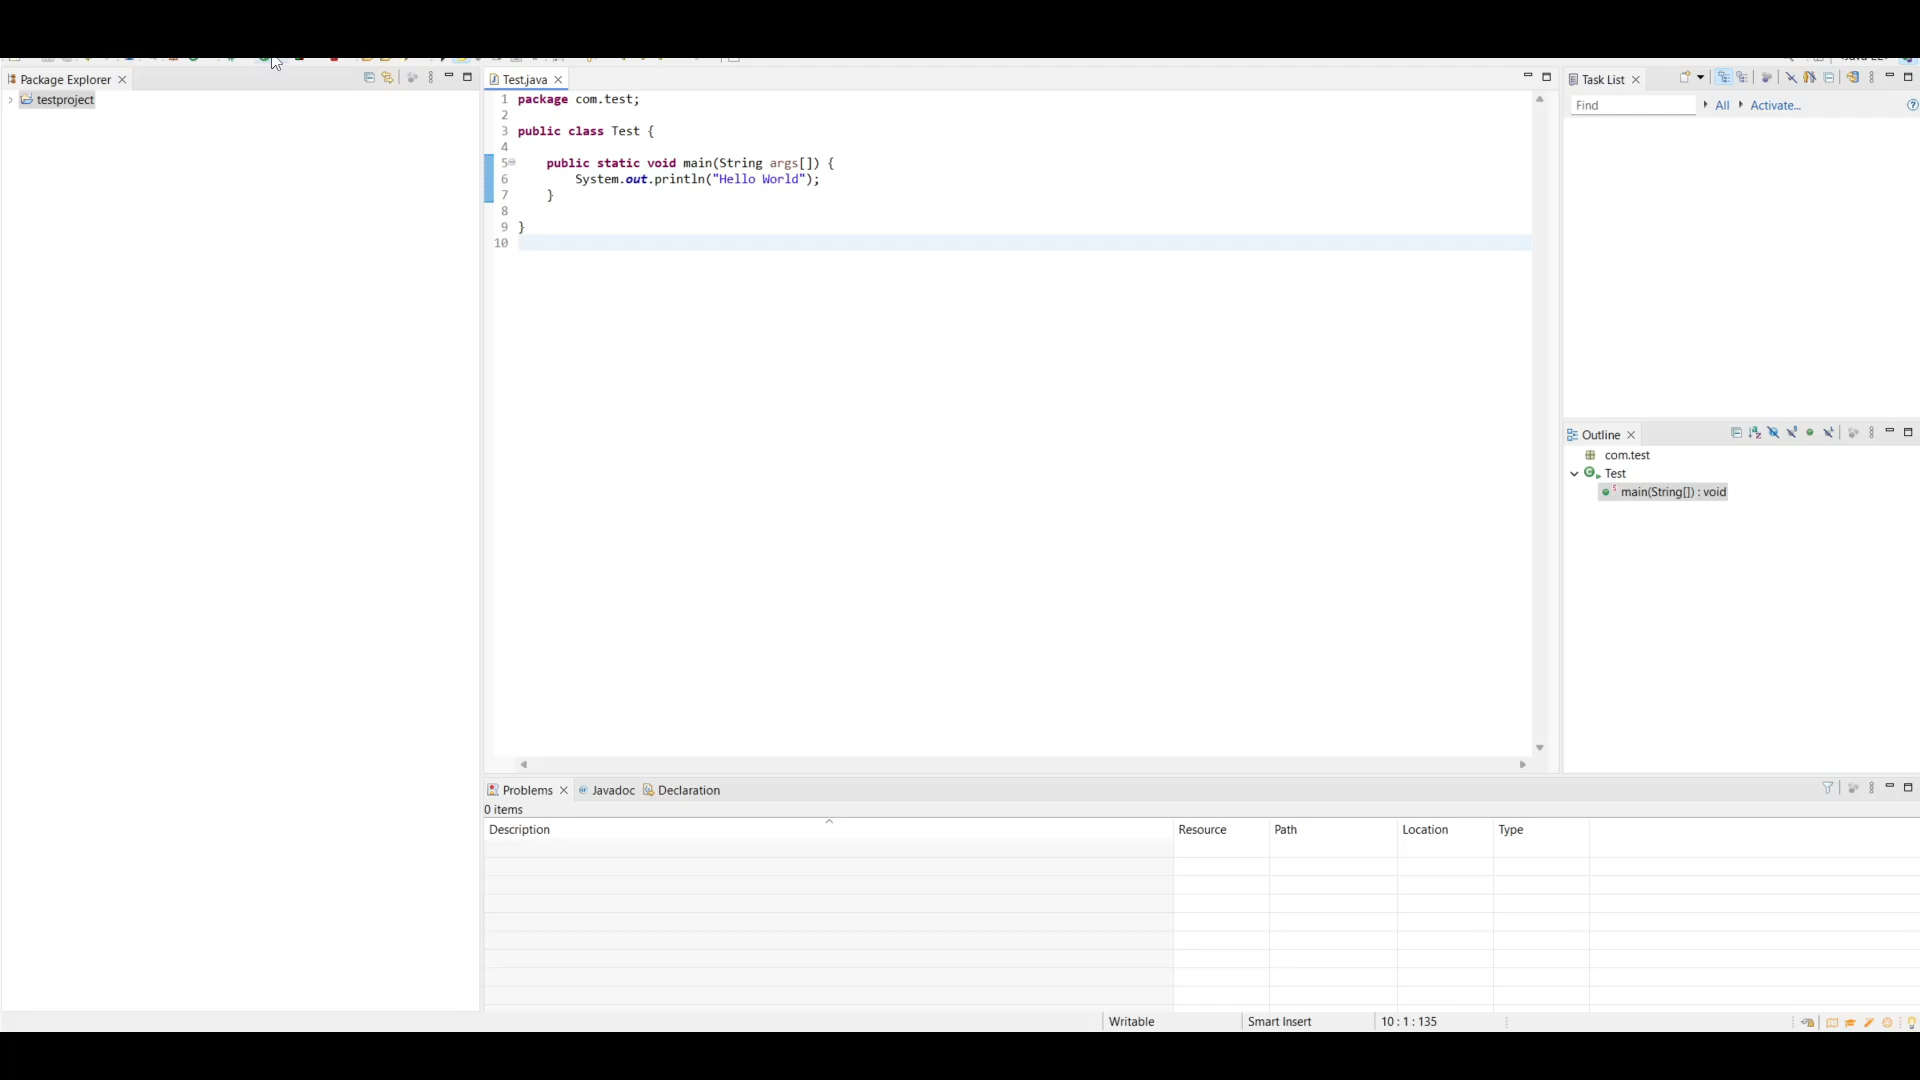 Package Explorer
testproject
Test.java
1 package com.test;
2
3 public class Test {
4
5 public static void main(String args[]) {
6 System.out.println("Hello World");
7 }
8
9 }
10
Task List
Find All Activate...
Outline
com.test
Test
main(String[]) : void
Problems Javadoc Declaration
0 items
Description Resource Path Location Type
Writable Smart Insert 10 : 1 : 135